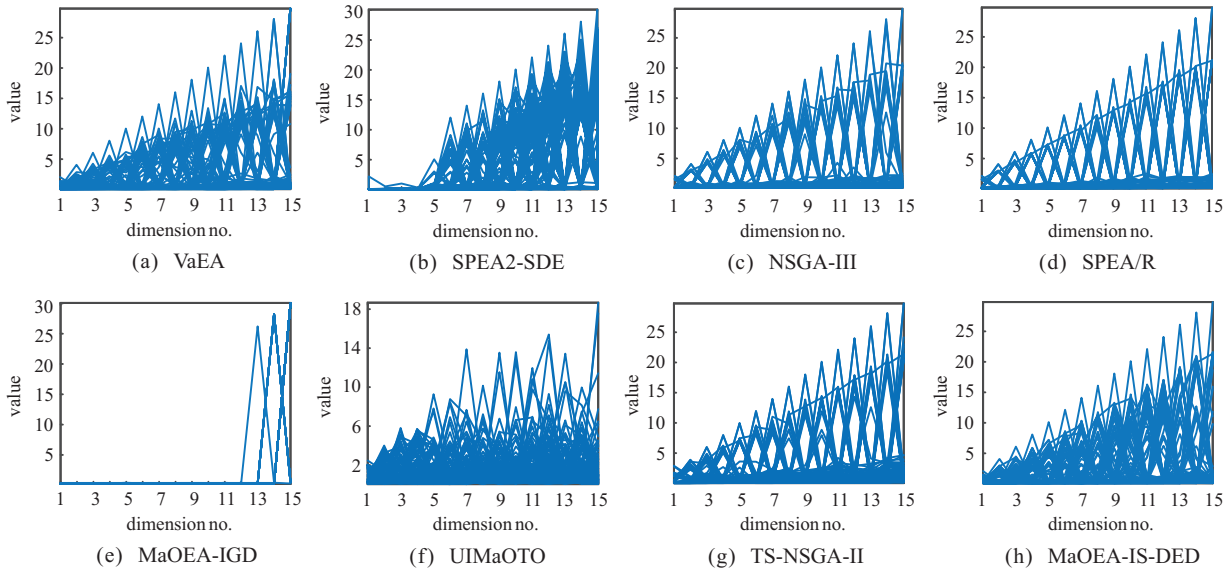 25
20
15
10
5
value
1 3 5 7 9 11 13 15
dimension no.
(a) VaEA
30
25
20
15
10
5
value
1 3 5 7 9 11 13 15
dimension no.
(b) SPEA2-SDE
25
20
15
10
5
value
1 3 5 7 9 11 13 15
dimension no.
(c) NSGA-III
25
20
15
10
5
value
1 3 5 7 9 11 13 15
dimension no.
(d) SPEA/R
30
25
20
15
10
5
value
1 3 5 7 9 11 13 15
dimension no.
(e) MaOEA-IGD
18
14
10
6
2
value
1 3 5 7 9 11 13 15
dimension no.
(f) UIMaOTO
25
20
15
10
5
value
1 3 5 7 9 11 13 15
dimension no.
(g) TS-NSGA-II
25
20
15
10
5
value
1 3 5 7 9 11 13 15
dimension no.
(h) MaOEA-IS-DED